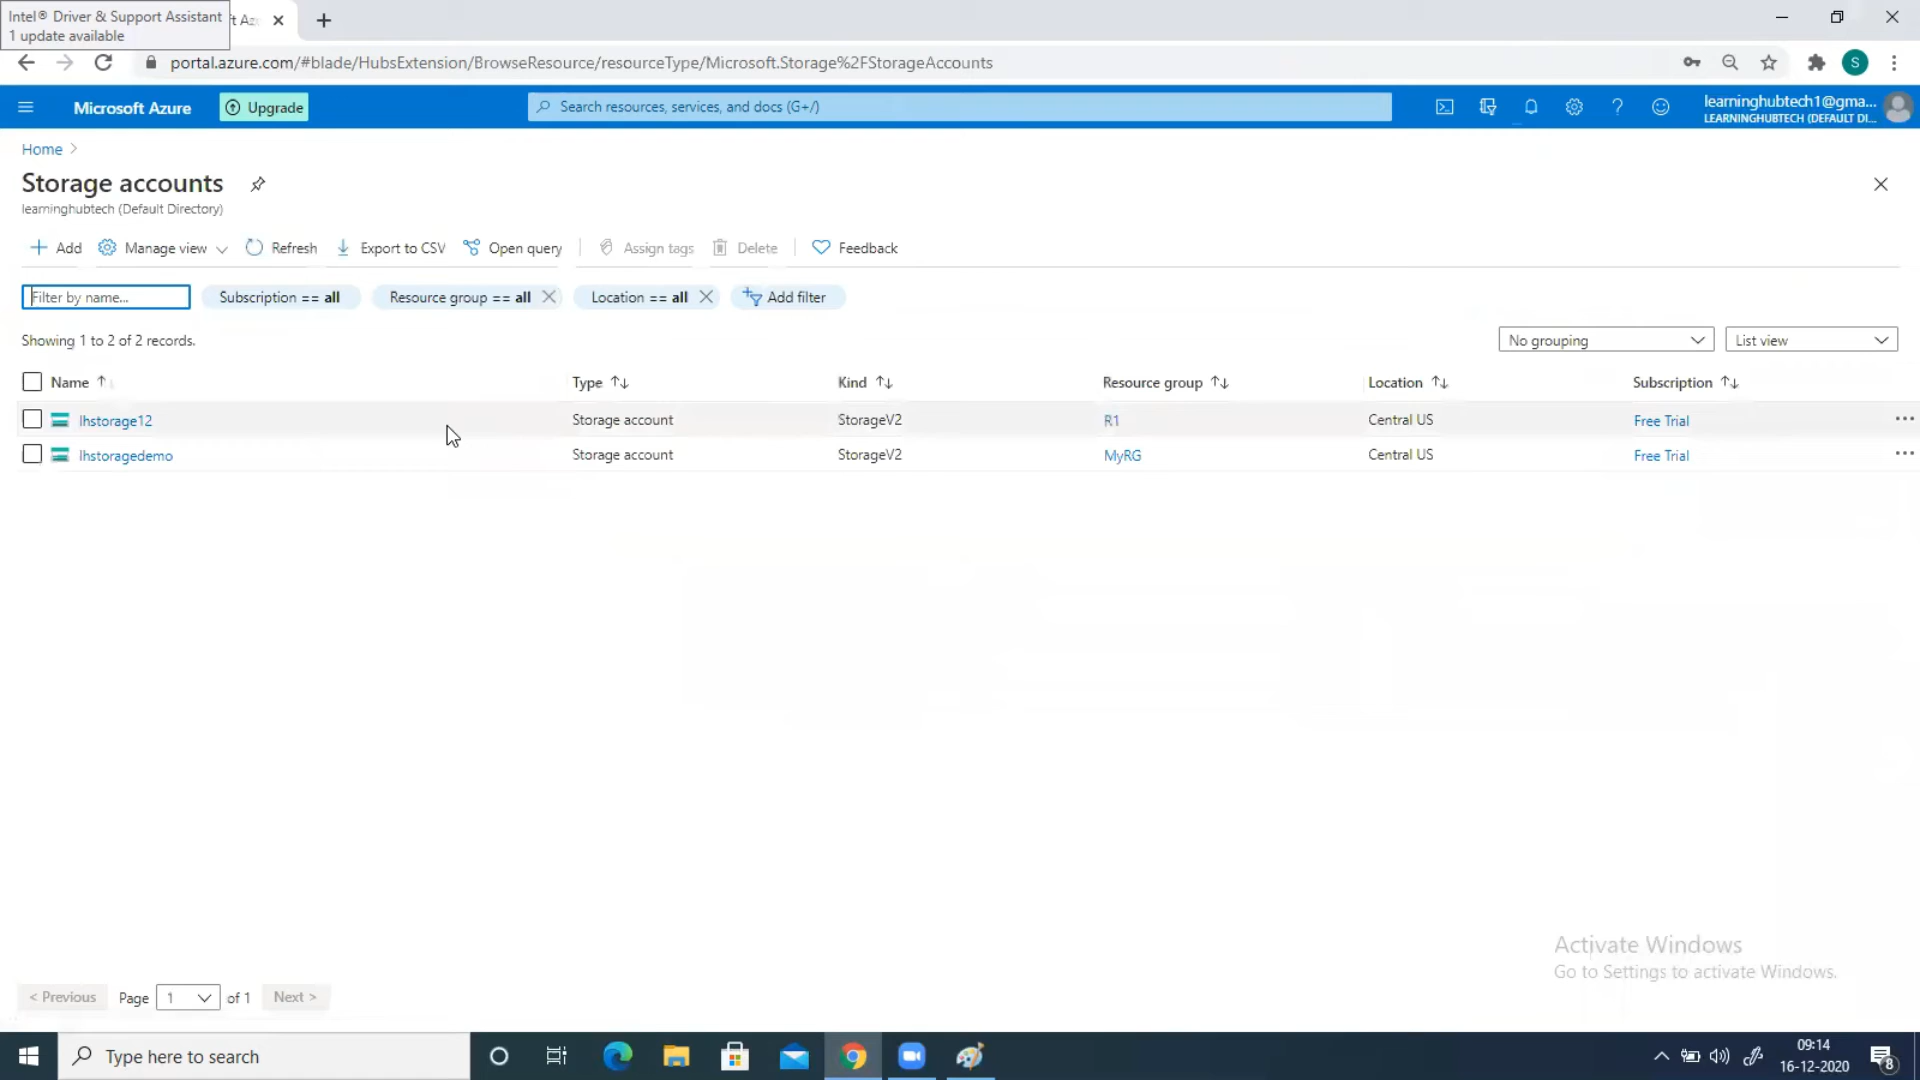 Intel® Driver & Support Assistant
1 update available
portal.azure.com/#blade/HubsExtension/BrowseResource/resourceType/Microsoft.Storage%2FStorageAccounts
S
Microsoft Azure
Upgrade
Search resources, services, and docs (G+/)
learninghubtech1@gma...
LEARNINGHUBTECH (DEFAULT DI...
Home >
Storage accounts
learninghubtech (Default Directory)
Add
Manage view
Refresh
Export to CSV
Open query
Assign tags
Delete
Feedback
Filter by name...
Subscription == all
Resource group == all
Location == all
Add filter
Showing 1 to 2 of 2 records.
No grouping
List view
Name Type Kind Resource group Location Subscription
lhstorage12 Storage account StorageV2 R1 Central US Free Trial
lhstoragedemo Storage account StorageV2 MyRG Central US Free Trial
Activate Windows
Go to Settings to activate Windows.
< Previous Page 1 of 1 Next >
Type here to search
09:14
16-12-2020
8